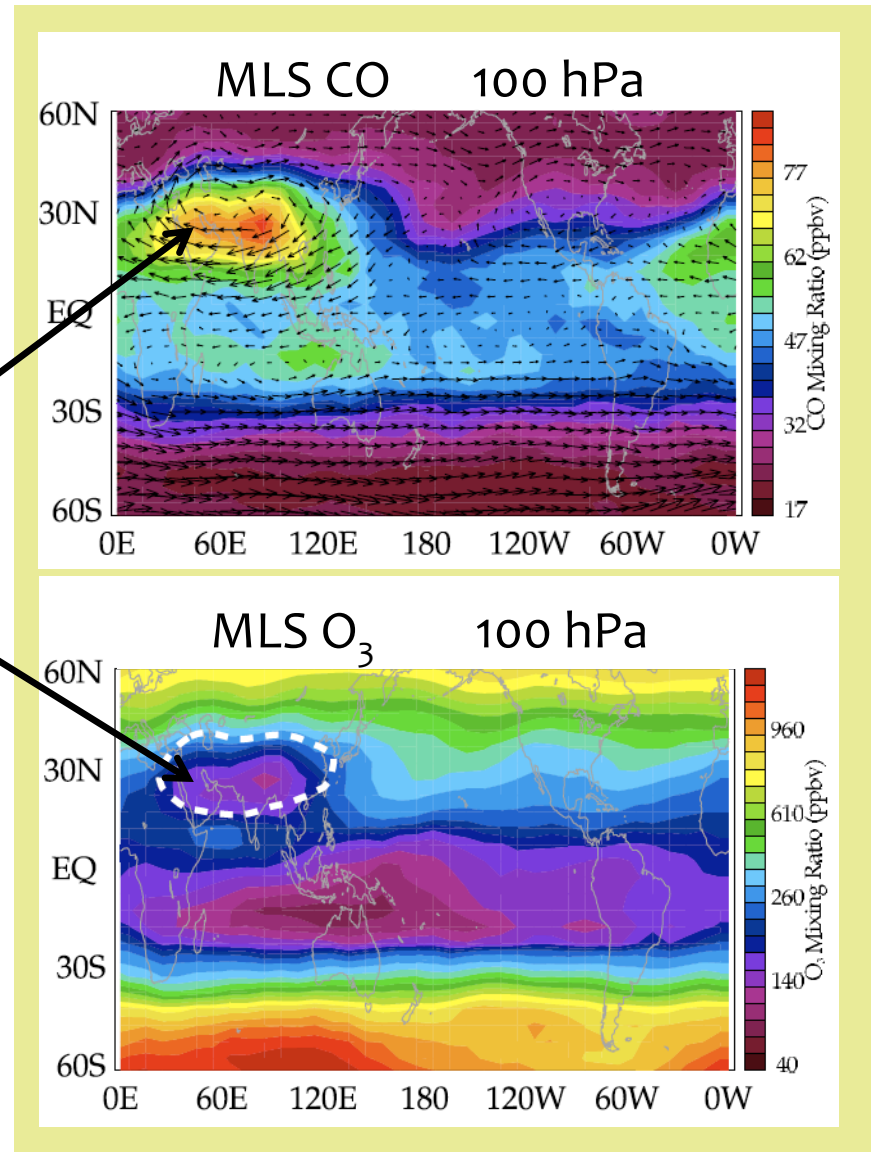 MLS CO 100 hPa
60N
30N
EQ
30S
60S
0E 60E 120E 180 120W 60W 0W
77
62
47
32
17
CO Mixing Ratio (ppbv)
MLS O₃ 100 hPa
60N
30N
EQ
30S
60S
0E 60E 120E 180 120W 60W 0W
960
610
260
140
40
O₃ Mixing Ratio (ppbv)